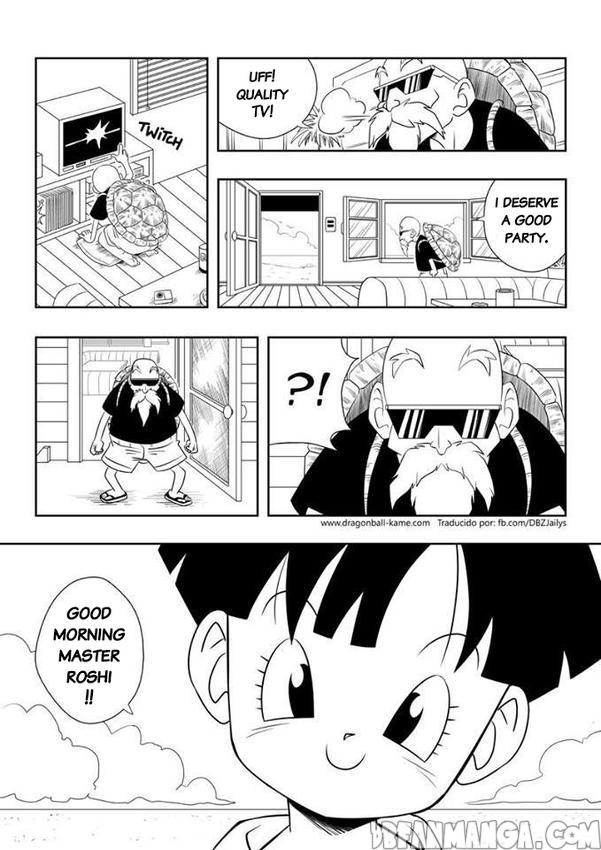 TWITCH
UFF!
QUALITY
TV!
I DESERVE
A GOOD
PARTY.
?!
www.dragonball-kame.com Traducido por: fb.com/DBZJailys
GOOD
MORNING
MASTER
ROSHI
!!
DBFANMANGA.COM